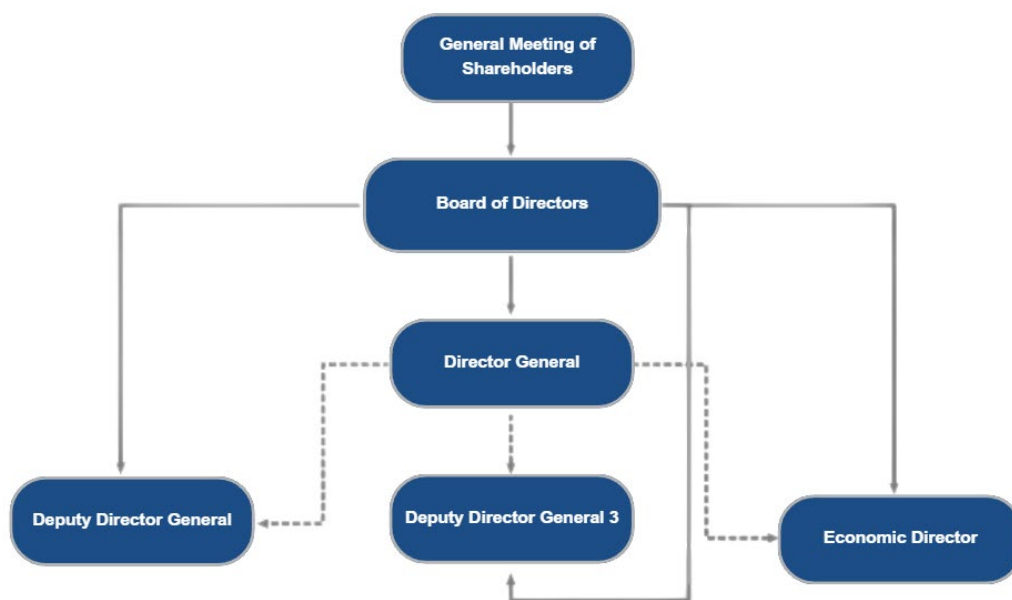 General Meeting of
Shareholders
Board of Directors
Director General
Deputy Director General
Deputy Director General 3
Economic Director